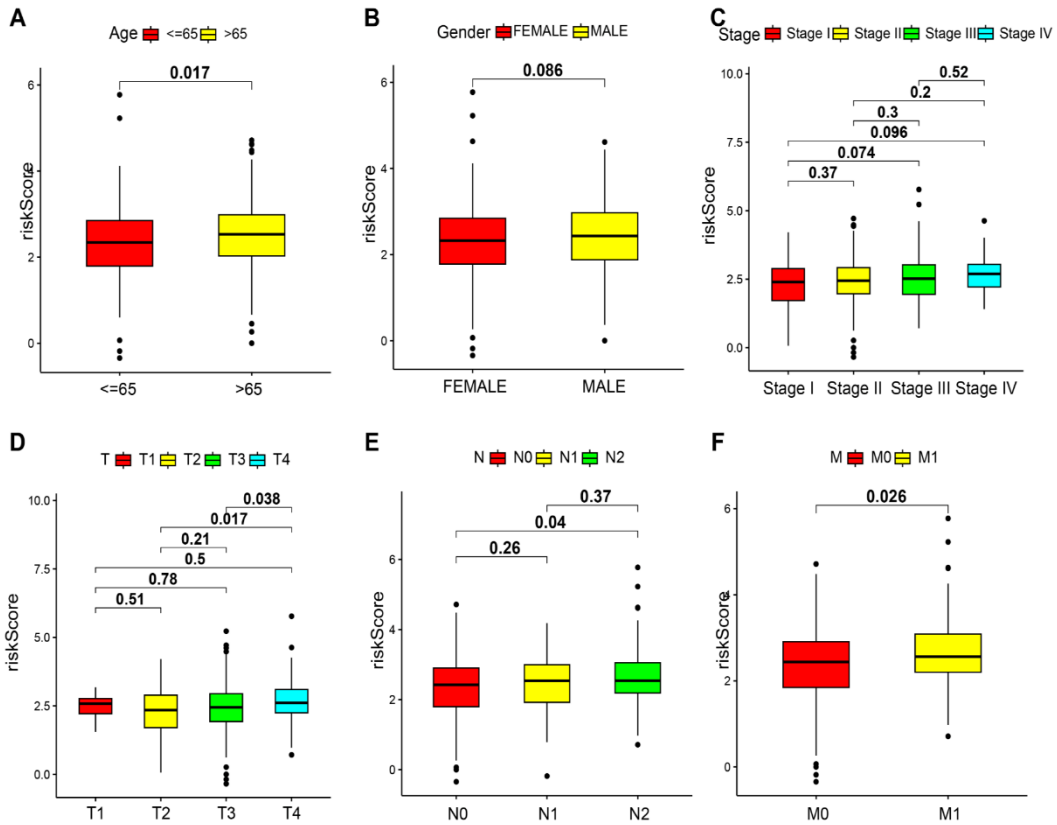 A
Age <=65 >65
0.017
6
4
2
0
riskScore
<=65 >65
B
Gender FEMALE MALE
0.086
6
4
2
0
riskScore
FEMALE MALE
C
Stage Stage I Stage II Stage III Stage IV
10.0
7.5
5.0
2.5
0.0
riskScore
0.52
0.2
0.3
0.096
0.074
0.37
Stage I Stage II Stage III Stage IV
D
T T1 T2 T3 T4
10.0
7.5
5.0
2.5
0.0
riskScore
0.038
0.017
0.21
0.5
0.78
0.51
T1 T2 T3 T4
E
N N0 N1 N2
6
4
2
0
riskScore
0.37
0.04
0.26
N0 N1 N2
F
M M0 M1
0.026
6
4
2
0
riskScore
M0 M1